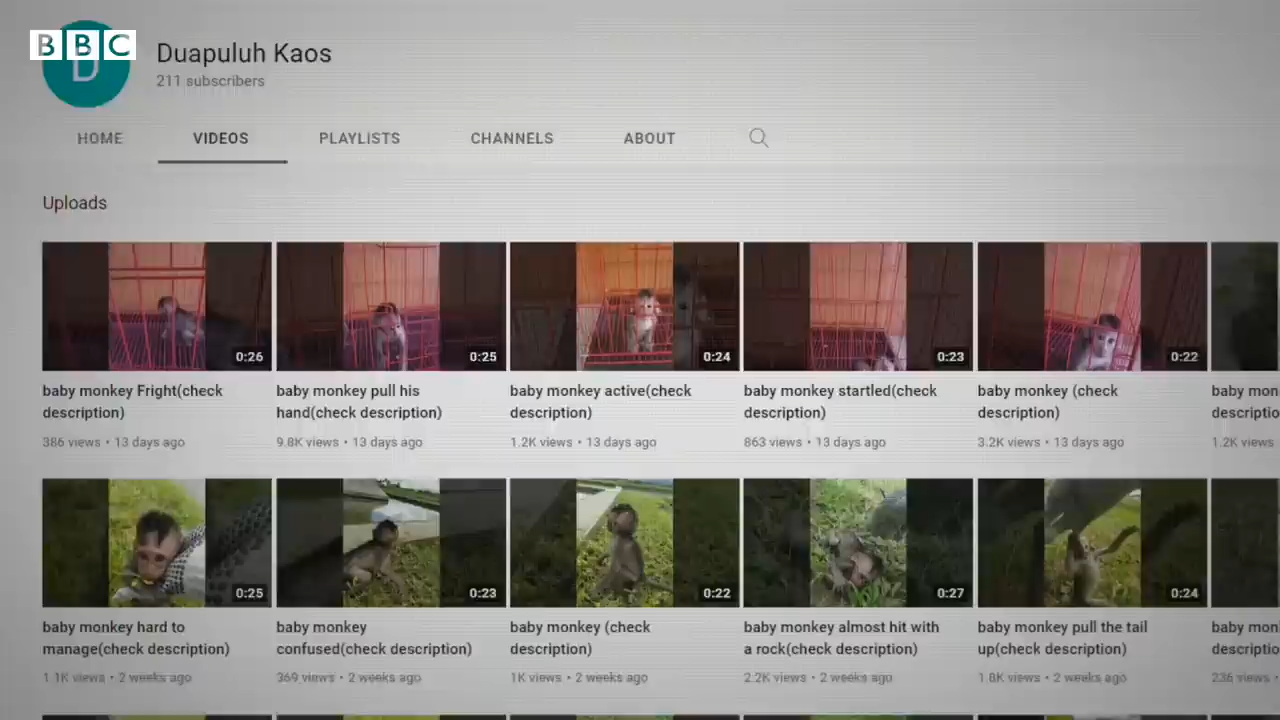 BBC
D
Duapuluh Kaos
211 subscribers
HOME VIDEOS PLAYLISTS CHANNELS ABOUT
Uploads
0:26 0:25 0:24 0:23 0:22
baby monkey Fright(check description)
386 views • 13 days ago
baby monkey pull his hand(check description)
9.8K views • 13 days ago
baby monkey active(check description)
1.2K views • 13 days ago
baby monkey startled(check description)
863 views • 13 days ago
baby monkey (check description)
3.2K views • 13 days ago
baby mon
descriptio
1.2K views
0:25 0:23 0:22 0:27 0:24
baby monkey hard to manage(check description)
1.1K views • 2 weeks ago
baby monkey confused(check description)
369 views • 2 weeks ago
baby monkey (check description)
1K views • 2 weeks ago
baby monkey almost hit with a rock(check description)
2.2K views • 2 weeks ago
baby monkey pull the tail up(check description)
1.8K views • 2 weeks ago
baby mon
descriptio
236 views •